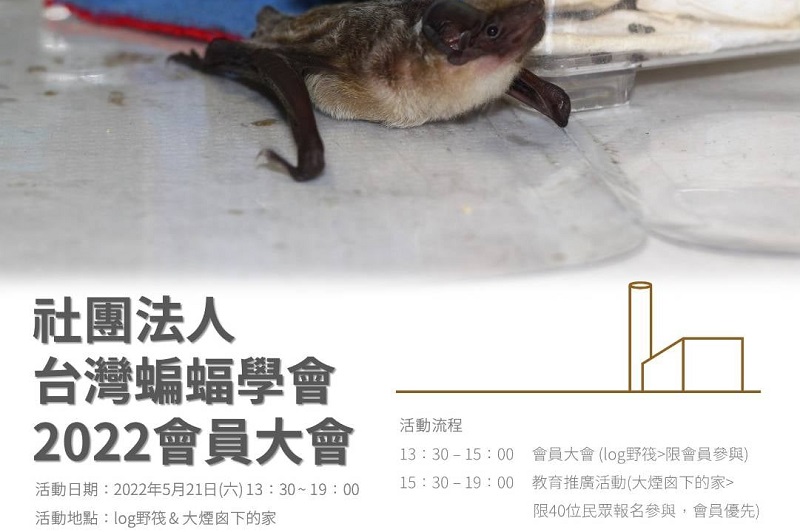 社團法人
台灣蝙蝠學會
2022會員大會
活動日期：2022年5月21日(六) 13：30 ~ 19：00
活動地點：log野筏 & 大煙囪下的家
活動流程
13：30 – 15：00 會員大會 (log野筏>限會員參與)
15：30 – 19：00 教育推廣活動(大煙囪下的家>
限40位民眾報名參與，會員優先)